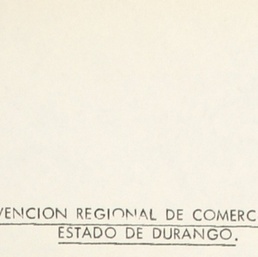 VENCION REGIONAL DE COMERC
ESTADO DE DURANGO.